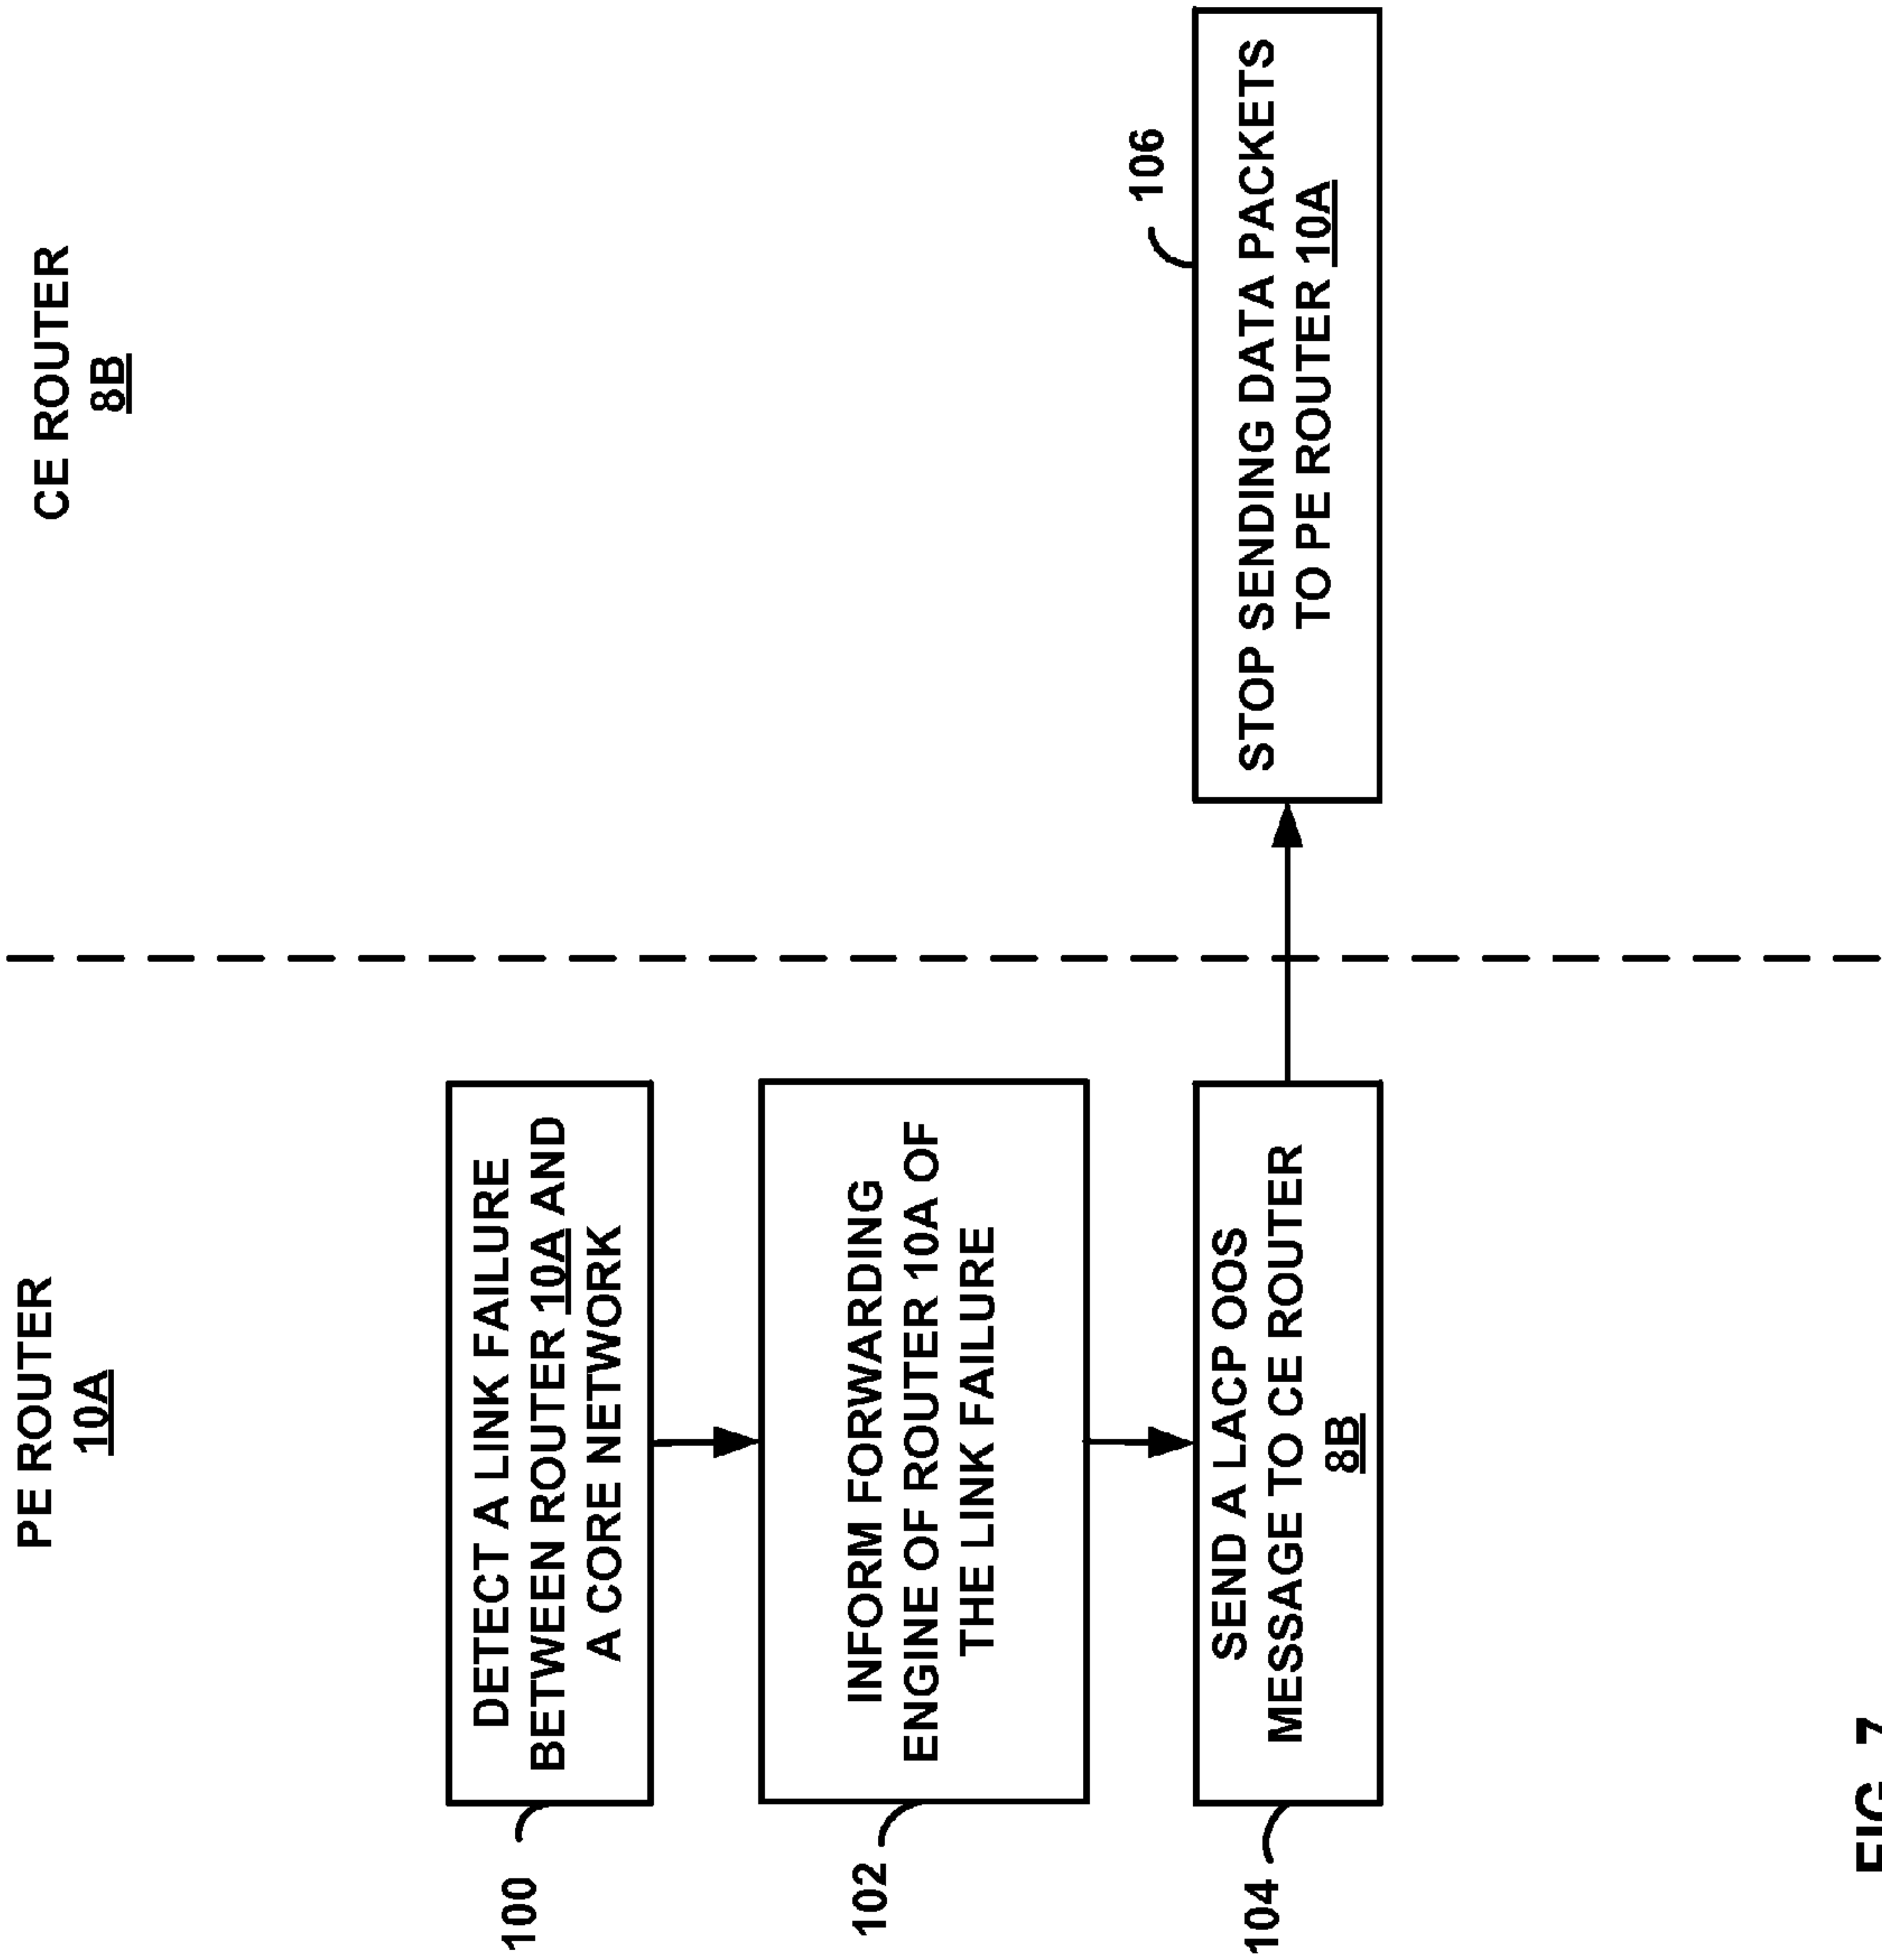 PE ROUTER
10A
CE ROUTER
8B
100
DETECT A LINK FAILURE
BETWEEN ROUTER 10A AND
A CORE NETWORK
102
INFORM FORWARDING
ENGINE OF ROUTER 10A OF
THE LINK FAILURE
104
SEND A LACP OOS
MESSAGE TO CE ROUTER
8B
106
STOP SENDING DATA PACKETS
TO PE ROUTER 10A
FIG. 7